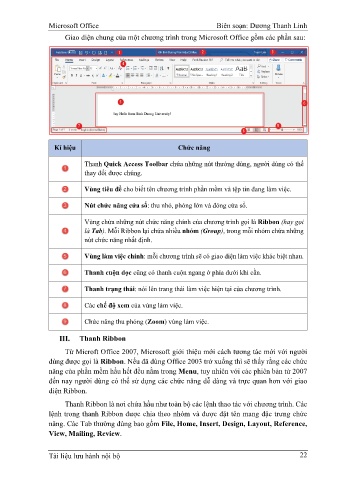 Microsoft Office Biên soạn: Dương Thanh Linh
Giao diện chung của một chương trình trong Microsoft Office gồm các phần sau:
Kí hiệu Chức năng
1 Thanh Quick Access Toolbar chứa những nút thường dùng, người dùng có thể
thay đổi được chúng.
2 Vùng tiêu đề cho biết tên chương trình phần mềm và tệp tin đang làm việc.
3 Nút chức năng cửa sổ: thu nhỏ, phóng lớn và đóng cửa sổ.
Vùng chứa những nút chức năng chính của chương trình gọi là Ribbon (hay gọi
4 là Tab). Mỗi Ribbon lại chứa nhiều nhóm (Group), trong mỗi nhóm chứa những
nút chức năng nhất định.
5 Vùng làm việc chính: mỗi chương trình sẽ có giao diện làm việc khác biệt nhau.
6 Thanh cuộn dọc cũng có thanh cuộn ngang ở phía dưới khi cần.
7 Thanh trạng thái: nói lên trạng thái làm việc hiện tại của chương trình.
8 Các chế độ xem của vùng làm việc.
9 Chức năng thu phóng (Zoom) vùng làm việc.
III. Thanh Ribbon
Từ Microft Office 2007, Microsoft giới thiệu một cách tương tác mới với người
dùng được gọi là Ribbon. Nếu đã dùng Office 2003 trở xuống thì sẽ thấy rằng các chức
năng của phần mềm hầu hết đều nằm trong Menu, tuy nhiên với các phiên bản từ 2007
đến nay người dùng có thể sử dụng các chức năng dễ dàng và trực quan hơn với giao
diện Ribbon.
Thanh Ribbon là nơi chứa hầu như toàn bộ các lệnh thao tác với chương trình. Các
lệnh trong thanh Ribbon được chia theo nhóm và được đặt tên mang đặc trưng chức
năng. Các Tab thường dùng bao gồm File, Home, Insert, Design, Layout, Reference,
View, Mailing, Review.
Tài liệu lưu hành nội bộ 22